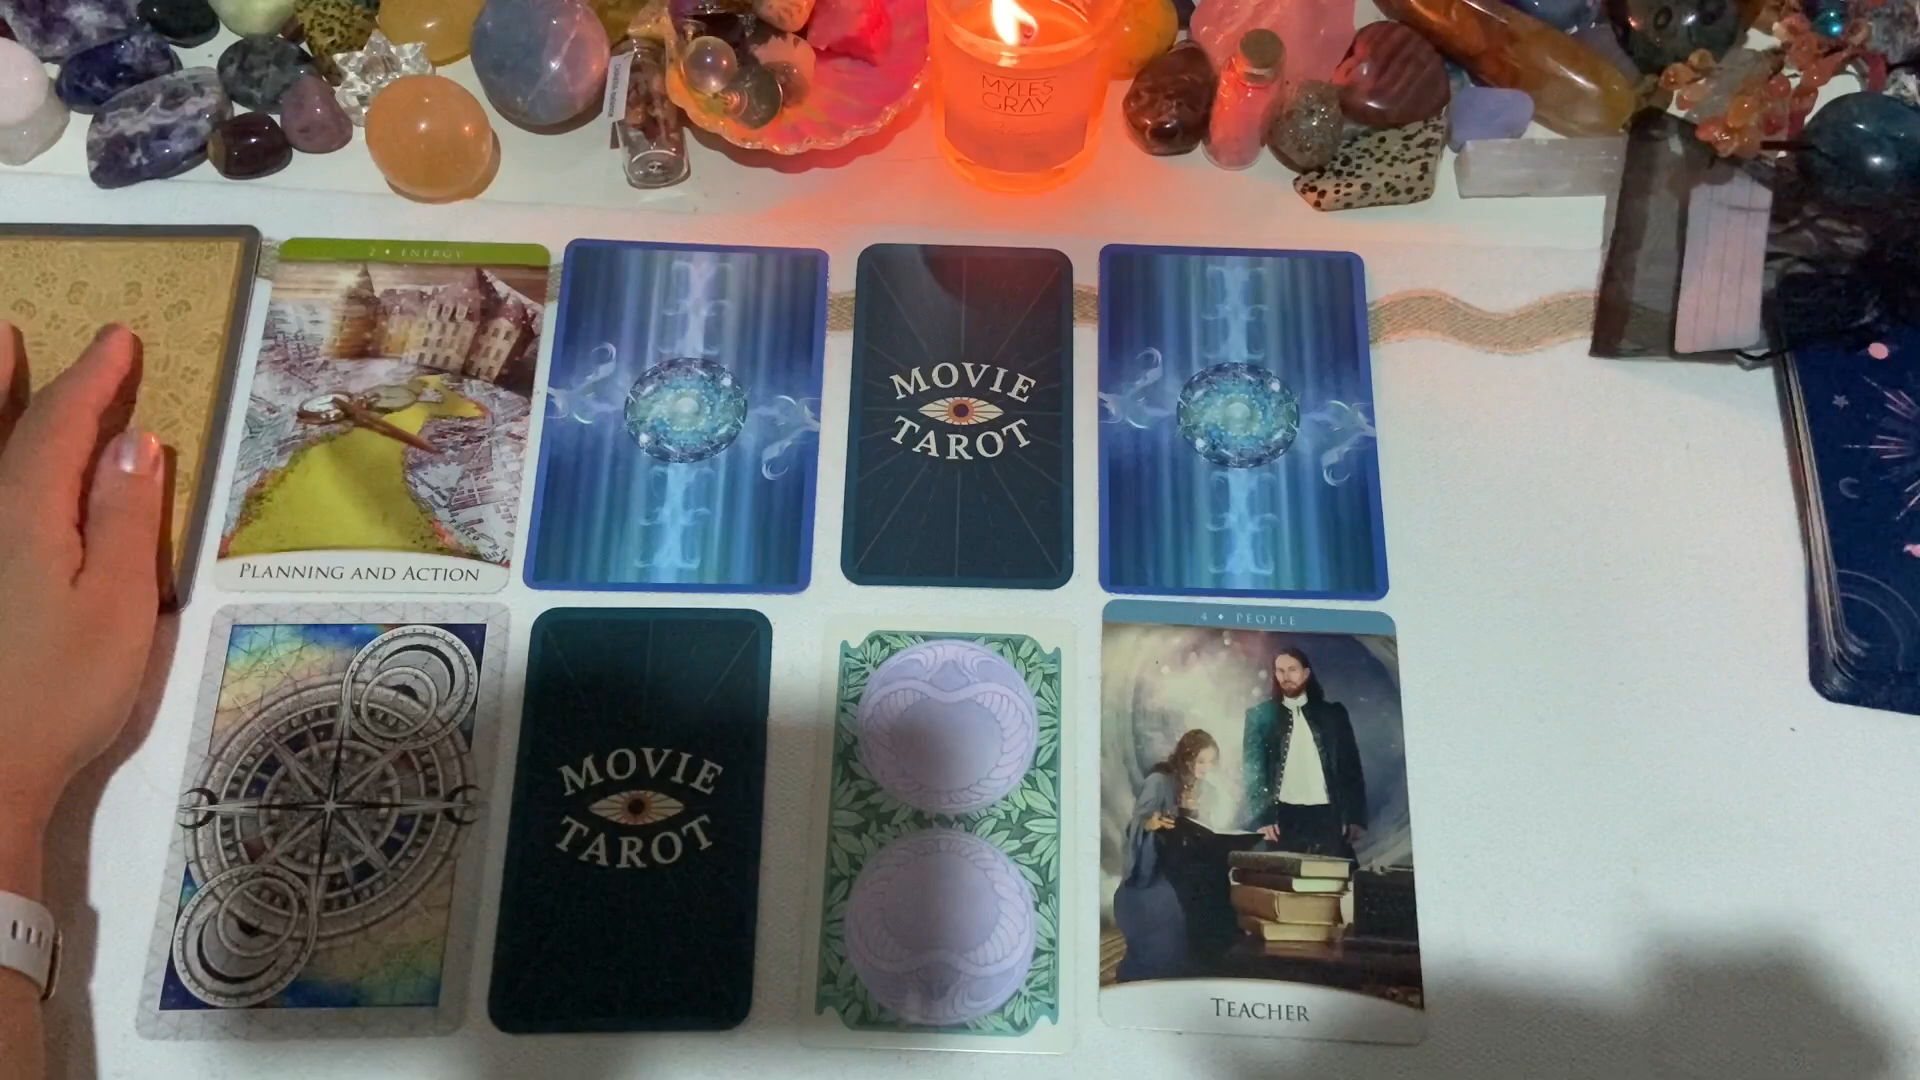 MYLES
GRAY
2 • ENERGY
PLANNING AND ACTION
MOVIE
TAROT
MOVIE
TAROT
4 • PEOPLE
TEACHER